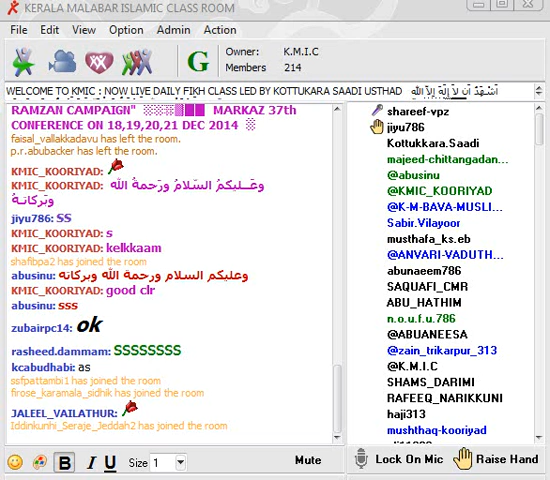 KERALA MALABAR ISLAMIC CLASS ROOM
File Edit View Option Admin Action
G
Owner: K.M.I.C
Members 214
WELCOME TO KMIC : NOW LIVE DAILY FIKH CLASS LED BY KOTTUKARA SAADI USTHAD
RAMZAN CAMPAIGN" MARKAZ 37th
CONFERENCE ON 18,19,20,21 DEC 2014
faisal_vallakkadavu has left the room.
p.r.abubacker has left the room.
KMIC_KOORIYAD:
KMIC_KOORIYAD: وعَــليكمُ السَلامُ ورَحمةُ الله
وبَركاتـهُ
jiyu786: SS
KMIC_KOORIYAD: s
KMIC_KOORIYAD: kelkkaam
shafibpa2 has joined the room
abusinu: وعليكم السلام ورحمة الله وبركاته
KMIC_KOORIYAD: good clr
abusinu: sss
zubairpc14: ok
rasheed.dammam: SSSSSSSS
kcabudhabi: as
ssfpattambi1 has joined the room
firose_karamala_sidhik has joined the room
JALEEL_VAILATHUR:
Iddinkunhi_Seraje_Jeddah2 has joined the room
shareef-vpz
jiyu786
Kottukkara.Saadi
majeed-chittangadan...
@abusinu
@KMIC_KOORIYAD
@K-M-BAVA-MUSLI...
Sabir.Vilayoor
musthafa_ks.eb
@ANVARI-VADUTH...
abunaeem786
SAQUAFI_CMR
ABU_HATHIM
n.o.u.f.u.786
@ABUANEESA
@zain_trikarpur_313
@K.M.I.C
SHAMS_DARIMI
RAFEEQ_NARIKKUNI
haji313
mushthaq-kooriyad
B I U Size 1 Mute Lock On Mic Raise Hand